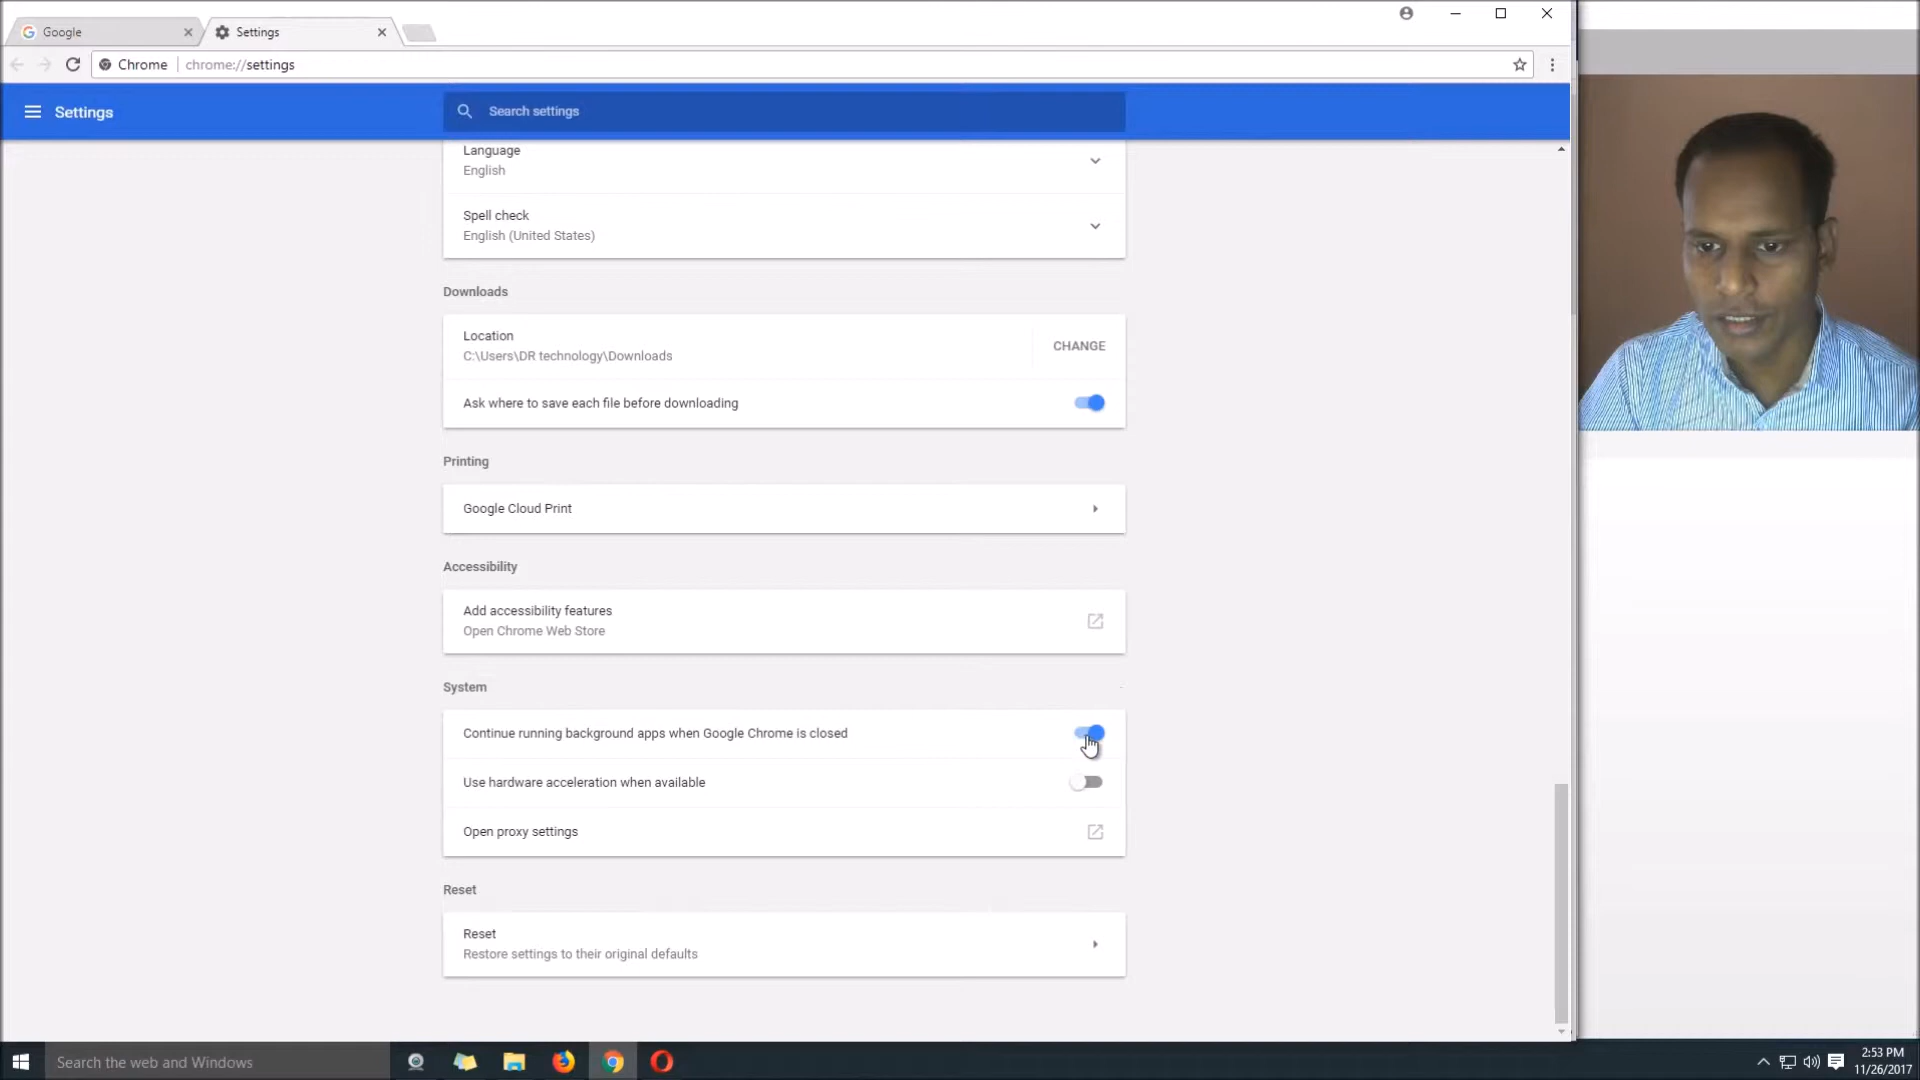 Google
Settings
Chrome
chrome://settings
Settings
Search settings
Language
English
Spell check
English (United States)
Downloads
Location
C:\Users\DR technology\Downloads
CHANGE
Ask where to save each file before downloading
Printing
Google Cloud Print
Accessibility
Add accessibility features
Open Chrome Web Store
System
Continue running background apps when Google Chrome is closed
Use hardware acceleration when available
Open proxy settings
Reset
Reset
Restore settings to their original defaults
Search the web and Windows
2:53 PM
11/26/2017